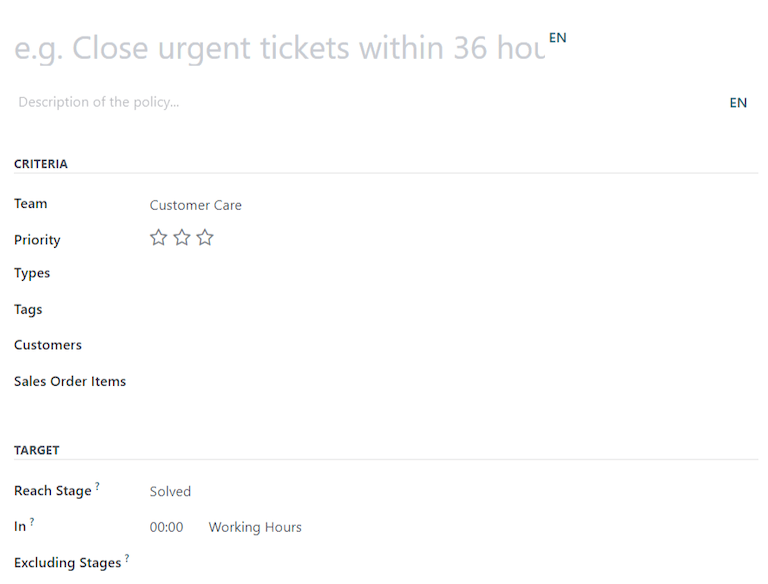 e.g. Close urgent tickets within 36 hou EN
Description of the policy... EN
CRITERIA
Team Customer Care
Priority
Types
Tags
Customers
Sales Order Items
TARGET
Reach Stage ? Solved
In ? 00:00 Working Hours
Excluding Stages ?